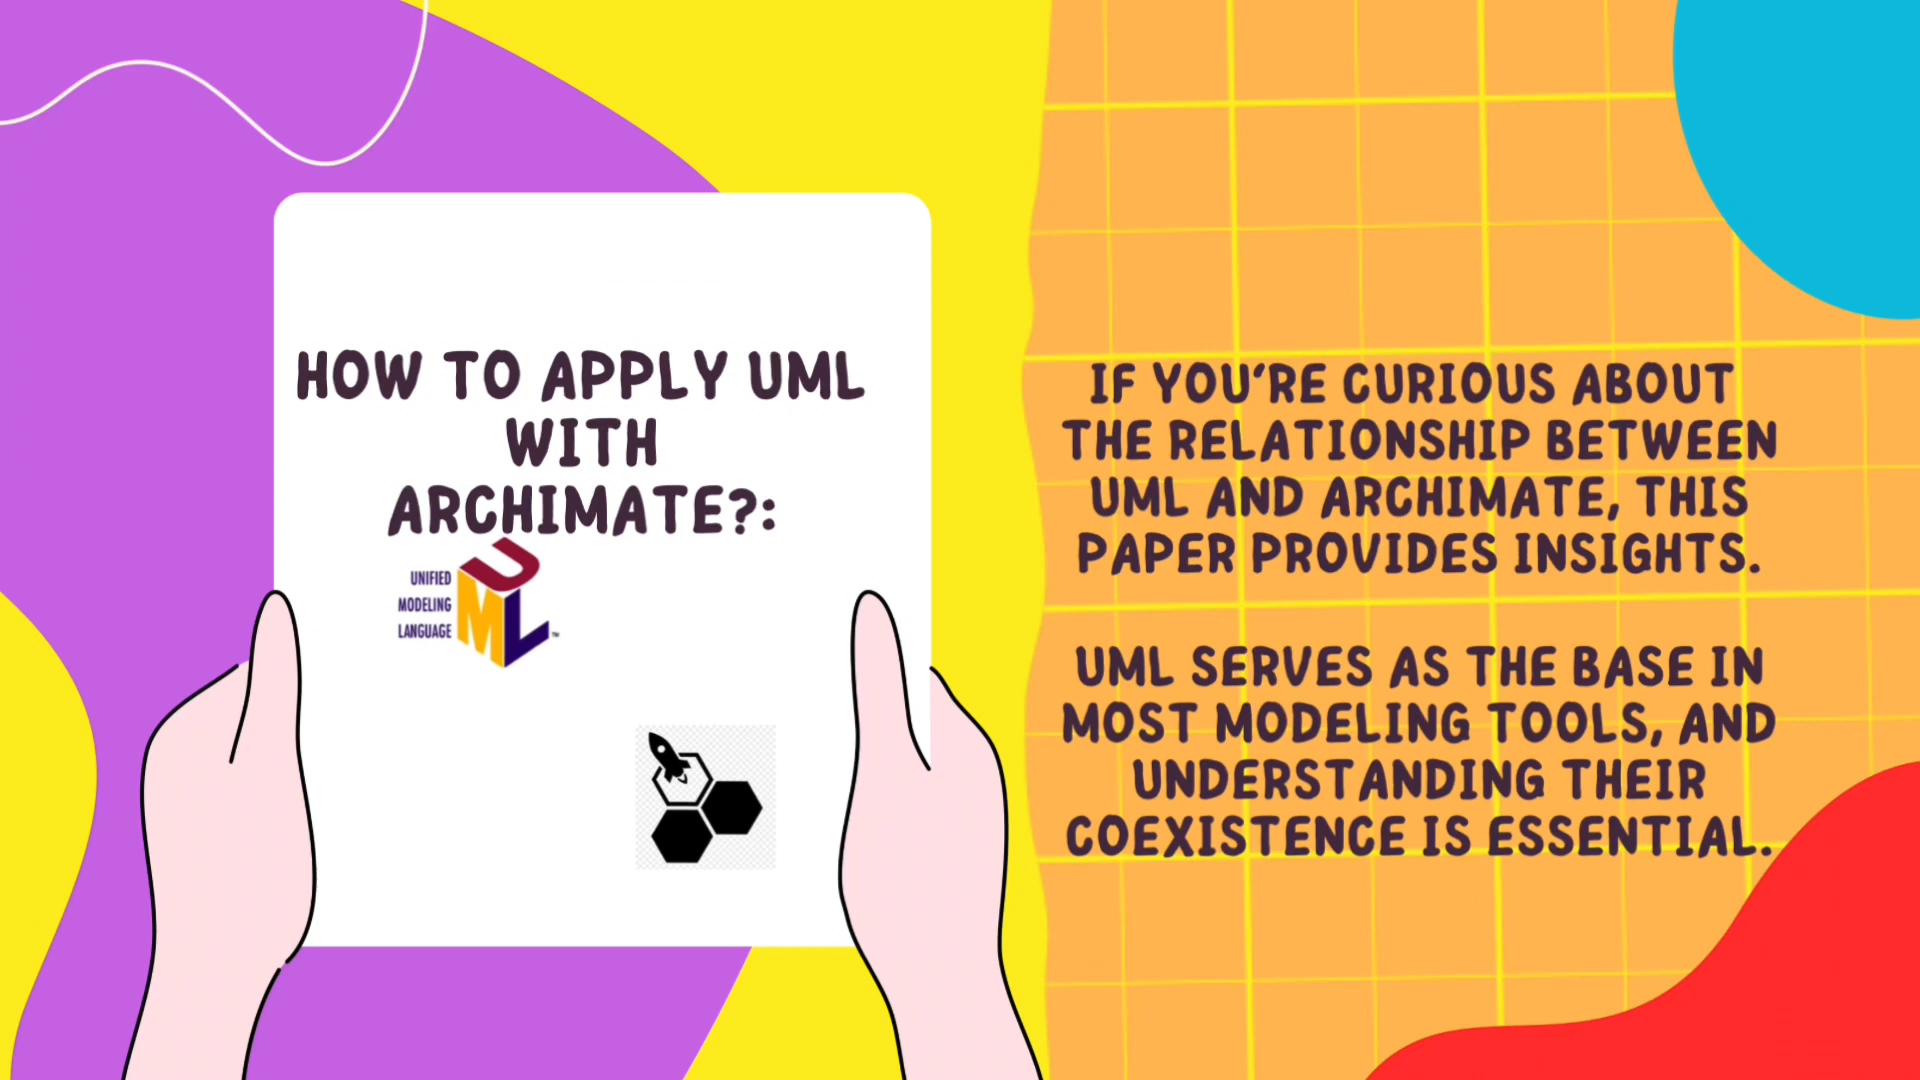 HOW TO APPLY UML
WITH
ARCHIMATE?:
UNIFIED
MODELING
LANGUAGE
UML
™
IF YOU'RE CURIOUS ABOUT
THE RELATIONSHIP BETWEEN
UML AND ARCHIMATE, THIS
PAPER PROVIDES INSIGHTS.
UML SERVES AS THE BASE IN
MOST MODELING TOOLS, AND
UNDERSTANDING THEIR
COEXISTENCE IS ESSENTIAL.